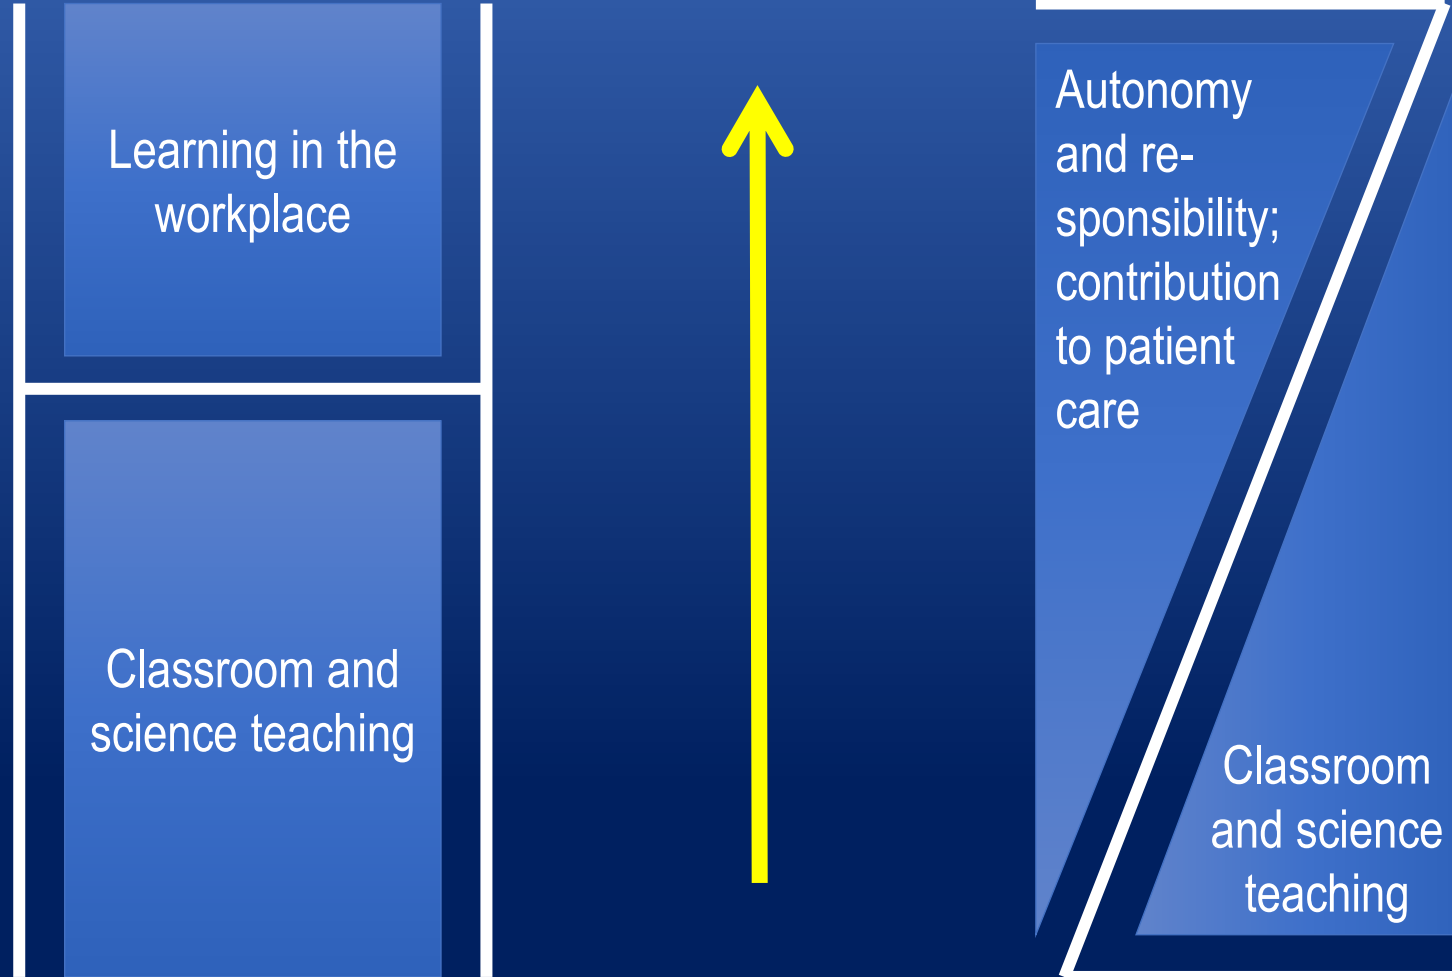 Learning in the
workplace
Classroom and
science teaching
Autonomy
and re-
sponsibility;
contribution
to patient
care
Classroom
and science
teaching